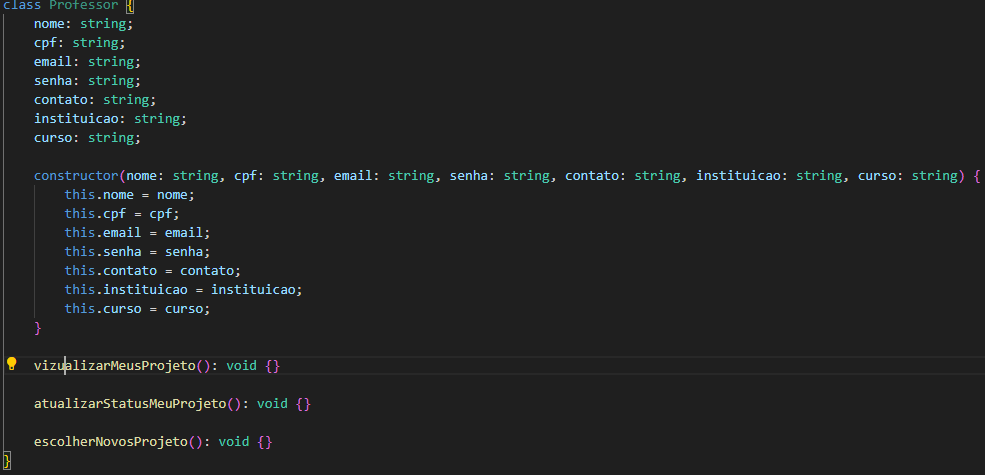 class Professor {
nome: string;
cpf: string;
email: string;
senha: string;
contato: string;
instituicao: string;
curso: string;
constructor(nome: string, cpf: string, email: string, senha: string, contato: string, instituicao: string, curso: string) {
this.nome = nome;
this.cpf = cpf;
this.email = email;
this.senha = senha;
this.contato = contato;
this.instituicao = instituicao;
this.curso = curso;
}
vizualizarMeusProjeto(): void {}
atualizarStatusMeuProjeto(): void {}
escolherNovosProjeto(): void {}
}